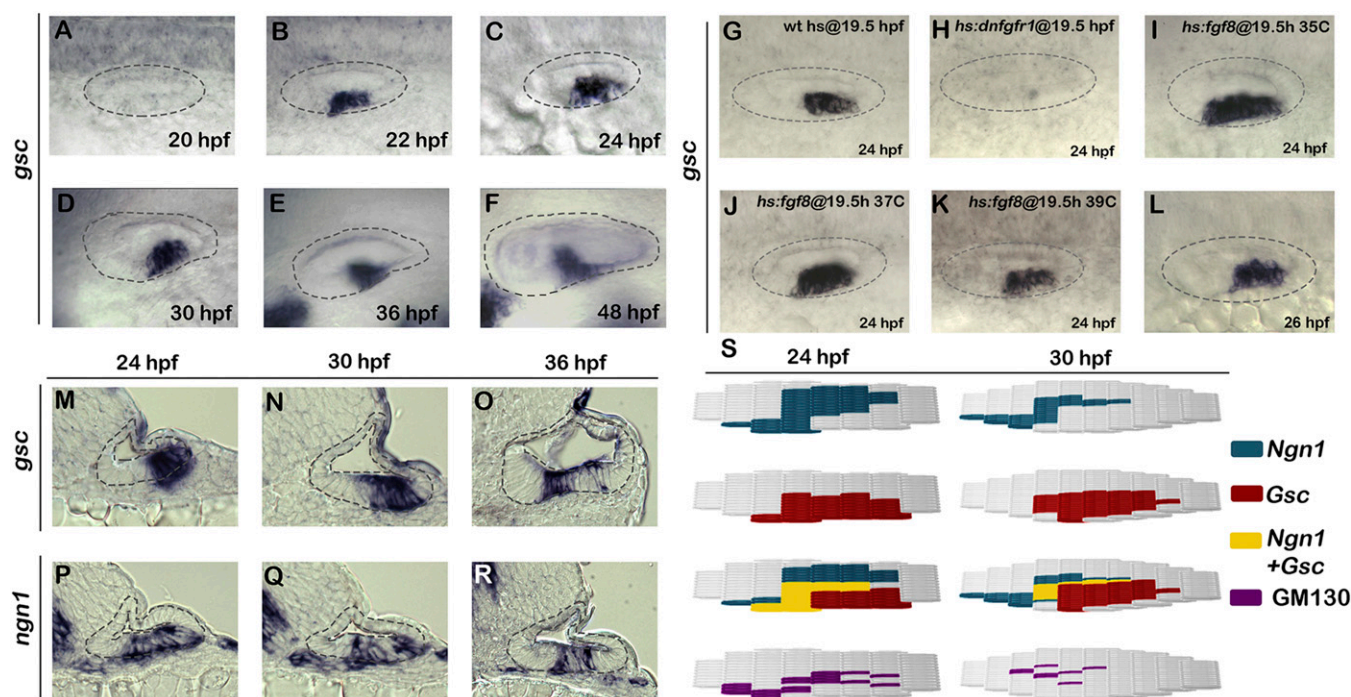 gsc
A
20 hpf
B
22 hpf
C
24 hpf
D
30 hpf
E
36 hpf
F
48 hpf
gsc
G
wt hs@19.5 hpf
24 hpf
H
hs:dnfgfr1@19.5 hpf
24 hpf
I
hs:fgf8@19.5h 35C
24 hpf
J
hs:fgf8@19.5h 37C
24 hpf
K
hs:fgf8@19.5h 39C
24 hpf
L
26 hpf
24 hpf
30 hpf
36 hpf
gsc
M
N
O
ngn1
P
Q
R
S
24 hpf
30 hpf
Ngn1
Gsc
Ngn1
+Gsc
GM130